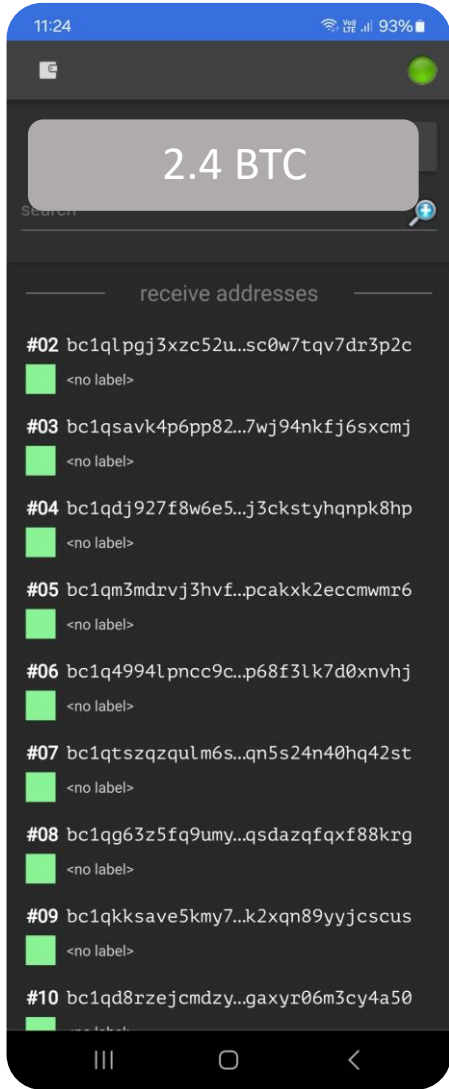 11:24 Vo)) LTE 93%
2.4 BTC
search
receive addresses
#02 bc1qlpgj3xzc52u…sc0w7tqv7dr3p2c
<no label>
#03 bc1qsavk4p6pp82…7wj94nkfj6sxcmj
<no label>
#04 bc1qdj927f8w6e5…j3ckstyhqnpk8hp
<no label>
#05 bc1qm3mdrvj3hvf…pcakxk2eccmwmr6
<no label>
#06 bc1q4994lpncc9c…p68f3lk7d0xnvhj
<no label>
#07 bc1qtszqzqulm6s…qn5s24n40hq42st
<no label>
#08 bc1qg63z5fq9umy…qsdazqfqxf88krg
<no label>
#09 bc1qkksave5kmy7…k2xqn89yyjcscus
<no label>
#10 bc1qd8rzejcmdzy…gaxyr06m3cy4a50